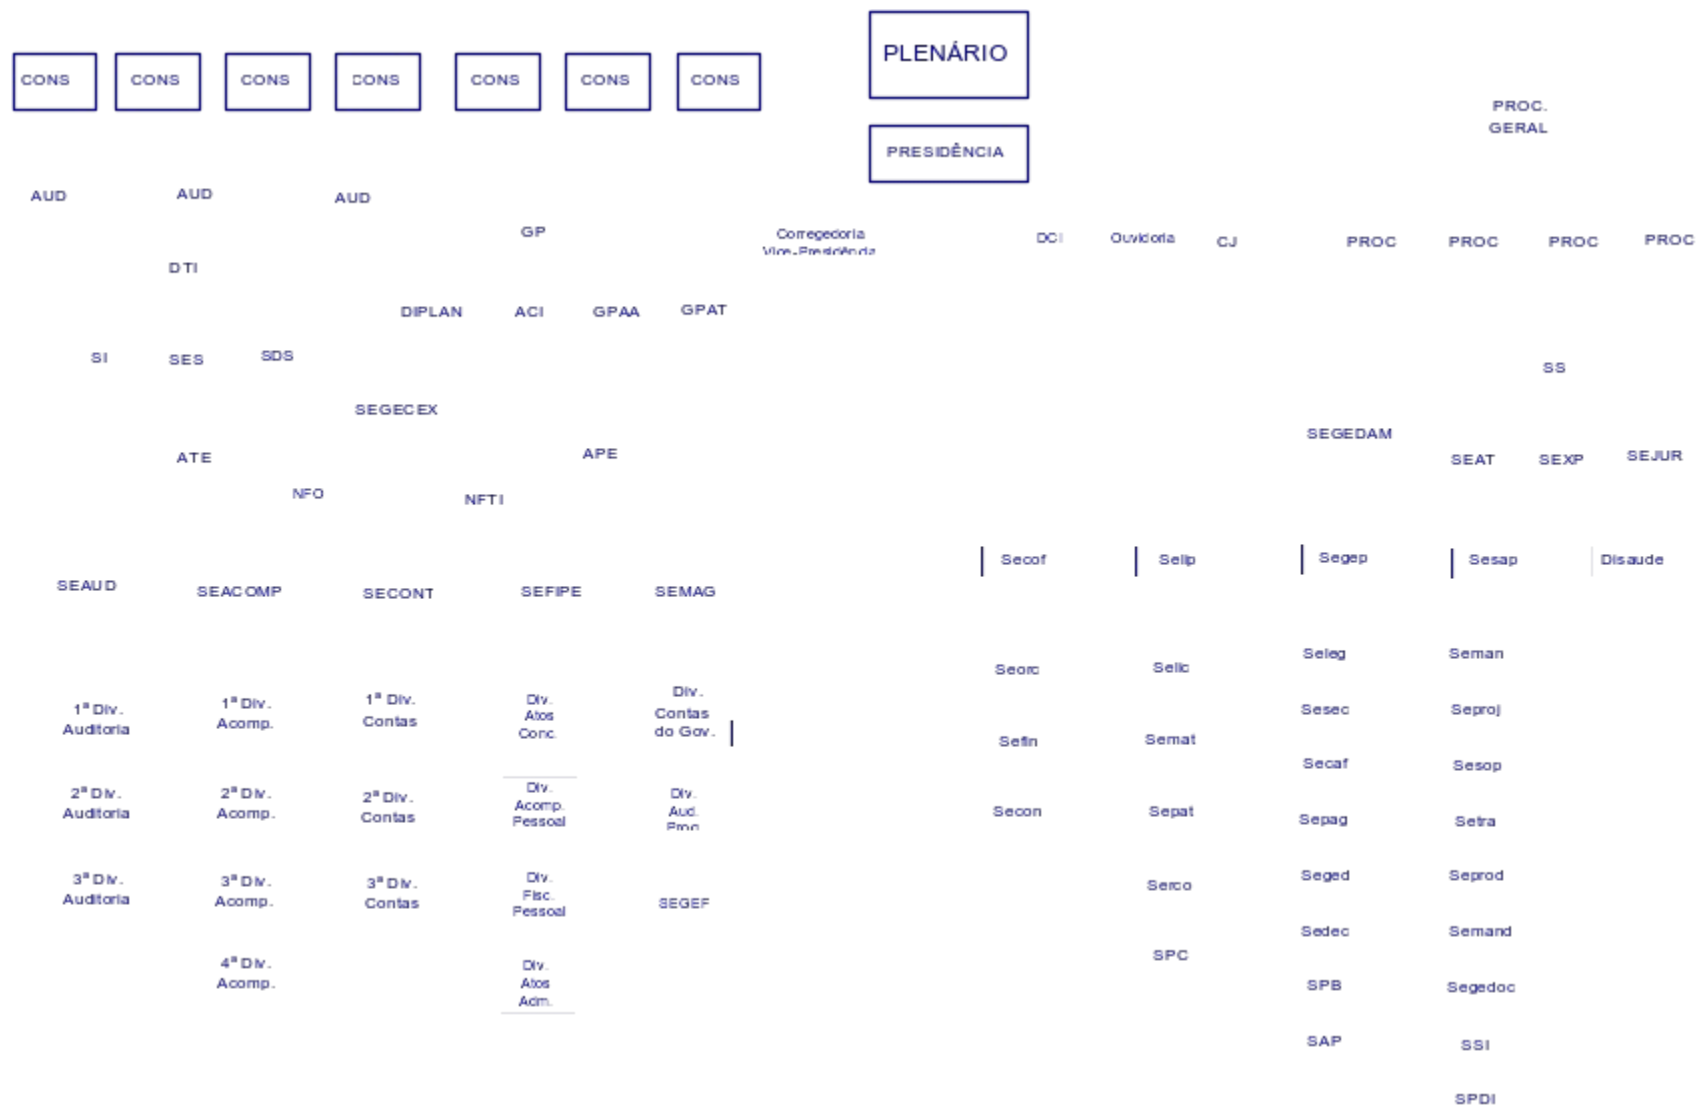 PLENÁRIO
CONS CONS CONS CONS CONS CONS CONS
PROC.
GERAL
PRESIDÊNCIA
AUD AUD AUD
GP
Corregedoria
Vice-Presidência
DCI Ouvidoria CJ PROC PROC PROC PROC
DTI
DIPLAN ACI GPAA GPAT
SI SES SDS
SS
SEGECEX
SEGEDAM
ATE APE
SEAT SEXP SEJUR
NFO NFTI
Secof Selip Segep Sesap Disaude
SEAUD SEACOMP SECONT SEFIPE SEMAG
1ª Div.
Auditoria
2ª Div.
Auditoria
3ª Div.
Auditoria
1ª Div.
Acomp.
2ª Div.
Acomp.
3ª Div.
Acomp.
4ª Div.
Acomp.
1ª Div.
Contas
2ª Div.
Contas
3ª Div.
Contas
Div.
Atos
Conc.
Div.
Acomp.
Pessoal
Div.
Fisc.
Pessoal
Div.
Atos
Adm.
Div.
Contas
do Gov.
Div.
Aud.
Prog
SEGEF
Seorc
Sefin
Secon
Selic
Semat
Sepat
Serco
SPC
Seleg
Sesec
Secaf
Sepag
Seged
Sedec
SPB
SAP
Seman
Seproj
Sesop
Setra
Seprod
Semand
Segedoc
SSI
SPDI